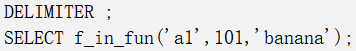 DELIMITER ;
SELECT f_in_fun('a1',101,'banana');